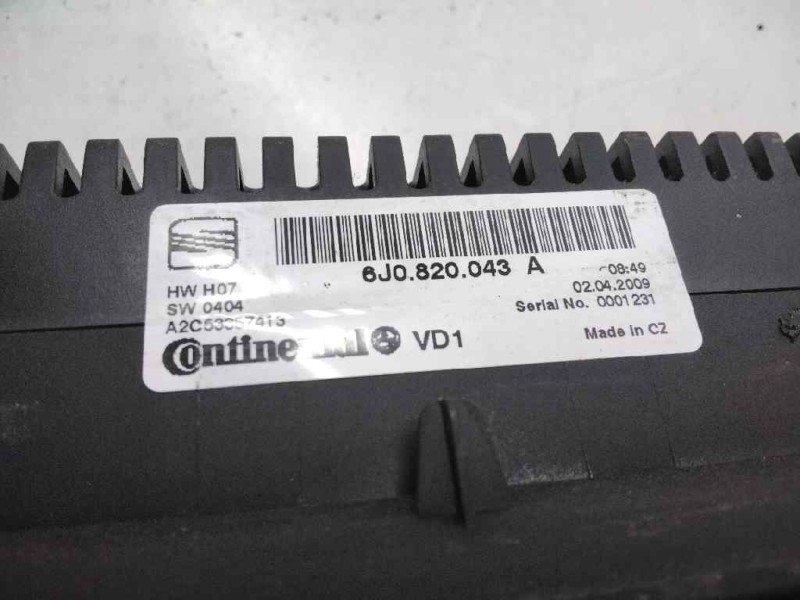 6J0.820.043 A
HW H07
SW 0404
08:49
02.04.2009
Serial No. 0001231
Continental VD1
Made in CZ